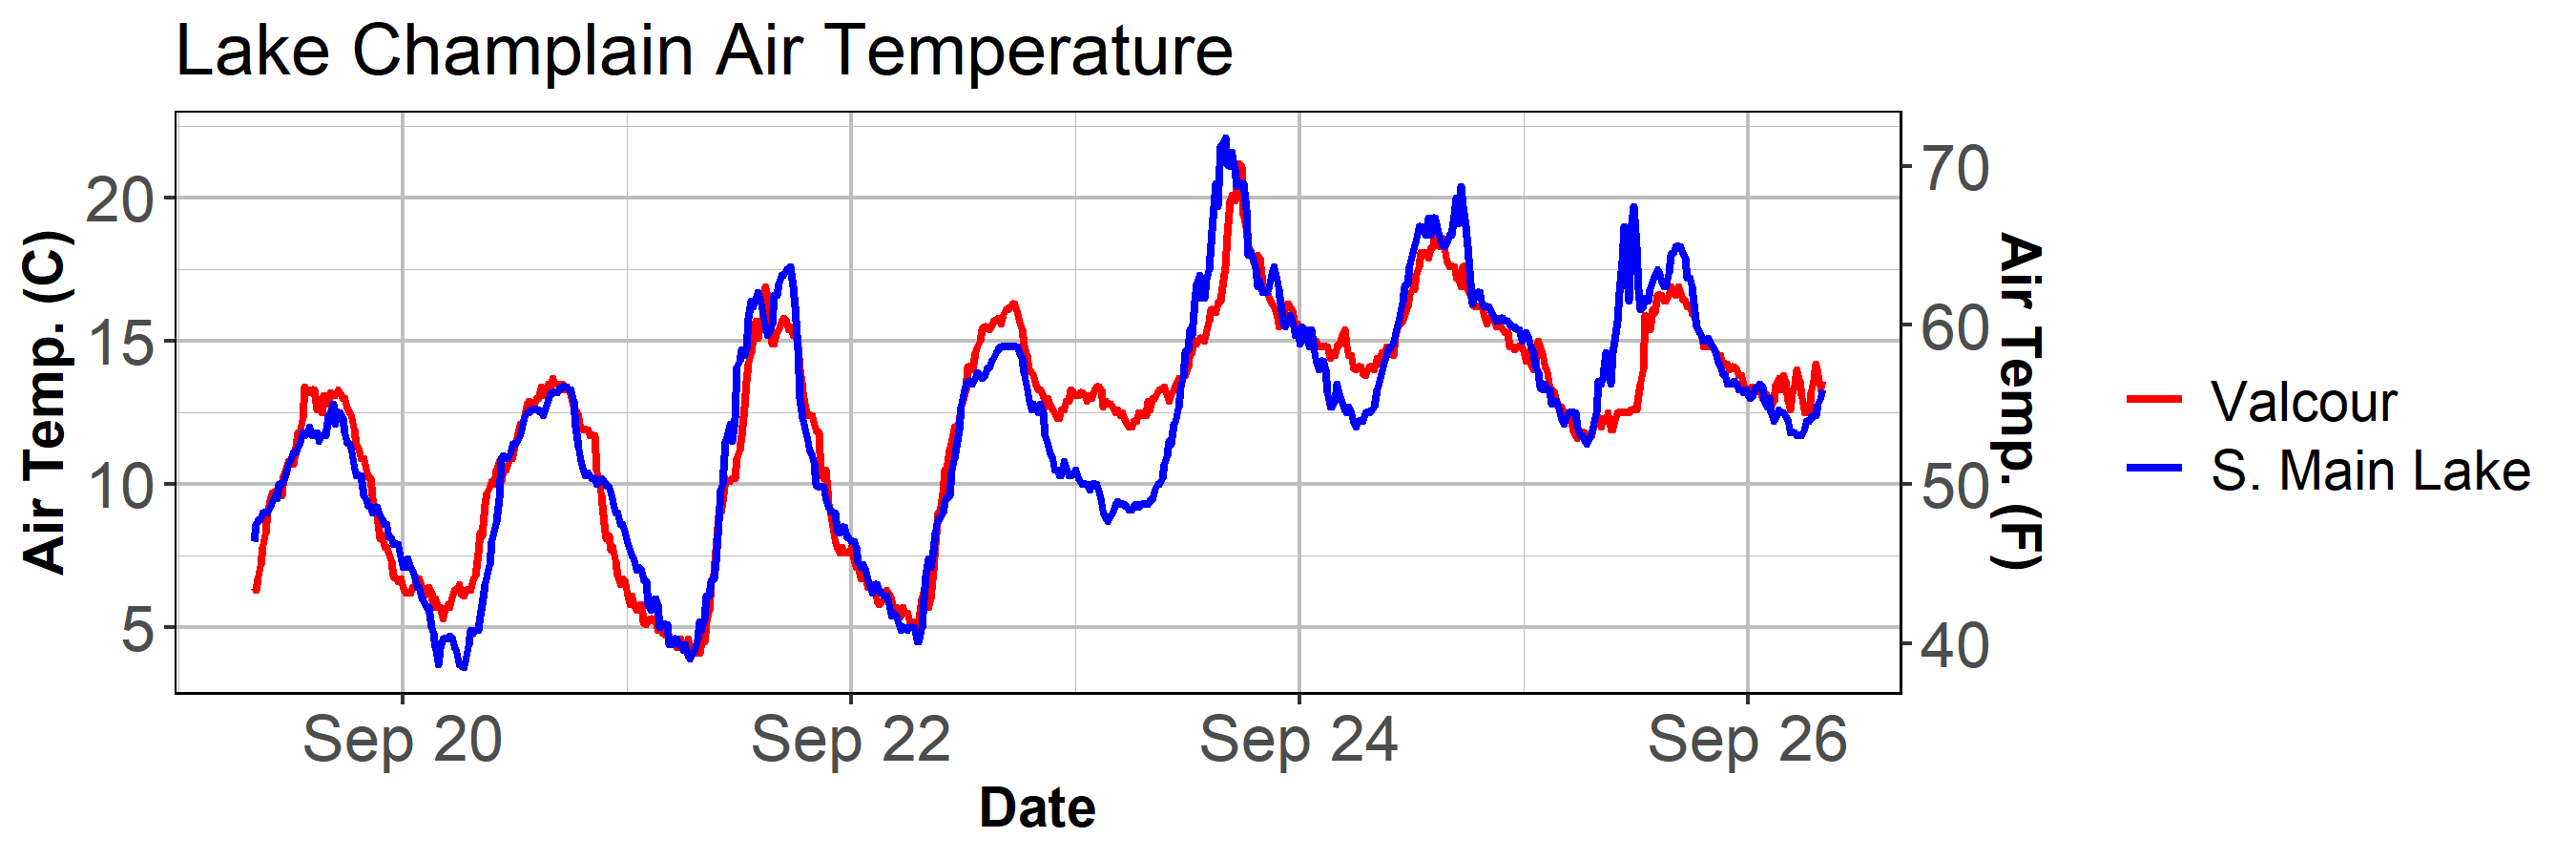 Lake Champlain Air Temperature
Air Temp. (C)
20
15
10
5
70
60
50
40
Air Temp. (F)
Sep 20
Sep 22
Sep 24
Sep 26
Date
Valcour
S. Main Lake